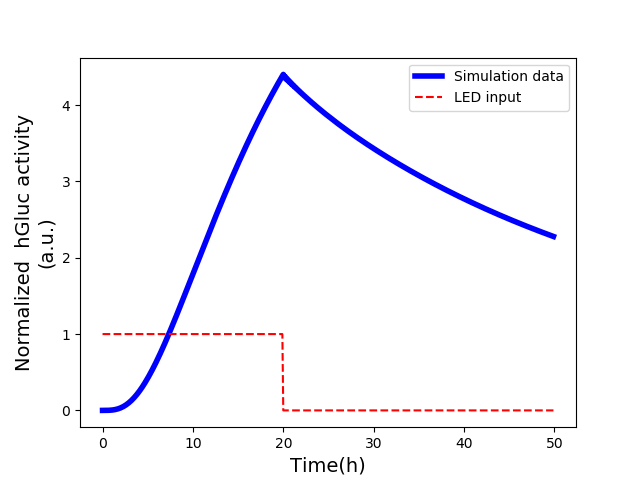 Simulation data
LED input
Normalized  hGluc activity
(a.u.)
4
3
2
1
0
0 10 20 30 40 50
Time(h)